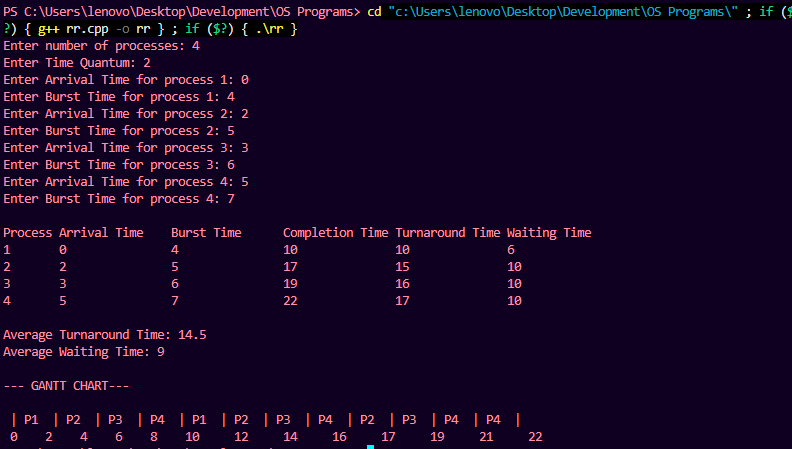 PS C:\Users\lenovo\Desktop\Development\OS Programs> cd "c:\Users\lenovo\Desktop\Development\OS Programs\" ; if ($
?) { g++ rr.cpp -o rr } ; if ($?) { .\rr }
Enter number of processes: 4
Enter Time Quantum: 2
Enter Arrival Time for process 1: 0
Enter Burst Time for process 1: 4
Enter Arrival Time for process 2: 2
Enter Burst Time for process 2: 5
Enter Arrival Time for process 3: 3
Enter Burst Time for process 3: 6
Enter Arrival Time for process 4: 5
Enter Burst Time for process 4: 7
Process Arrival Time Burst Time Completion Time Turnaround Time Waiting Time
1 0 4 10 10 6
2 2 5 17 15 10
3 3 6 19 16 10
4 5 7 22 17 10
Average Turnaround Time: 14.5
Average Waiting Time: 9
--- GANTT CHART---
| P1 | P2 | P3 | P4 | P1 | P2 | P3 | P4 | P2 | P3 | P4 | P4 |
0 2 4 6 8 10 12 14 16 17 19 21 22